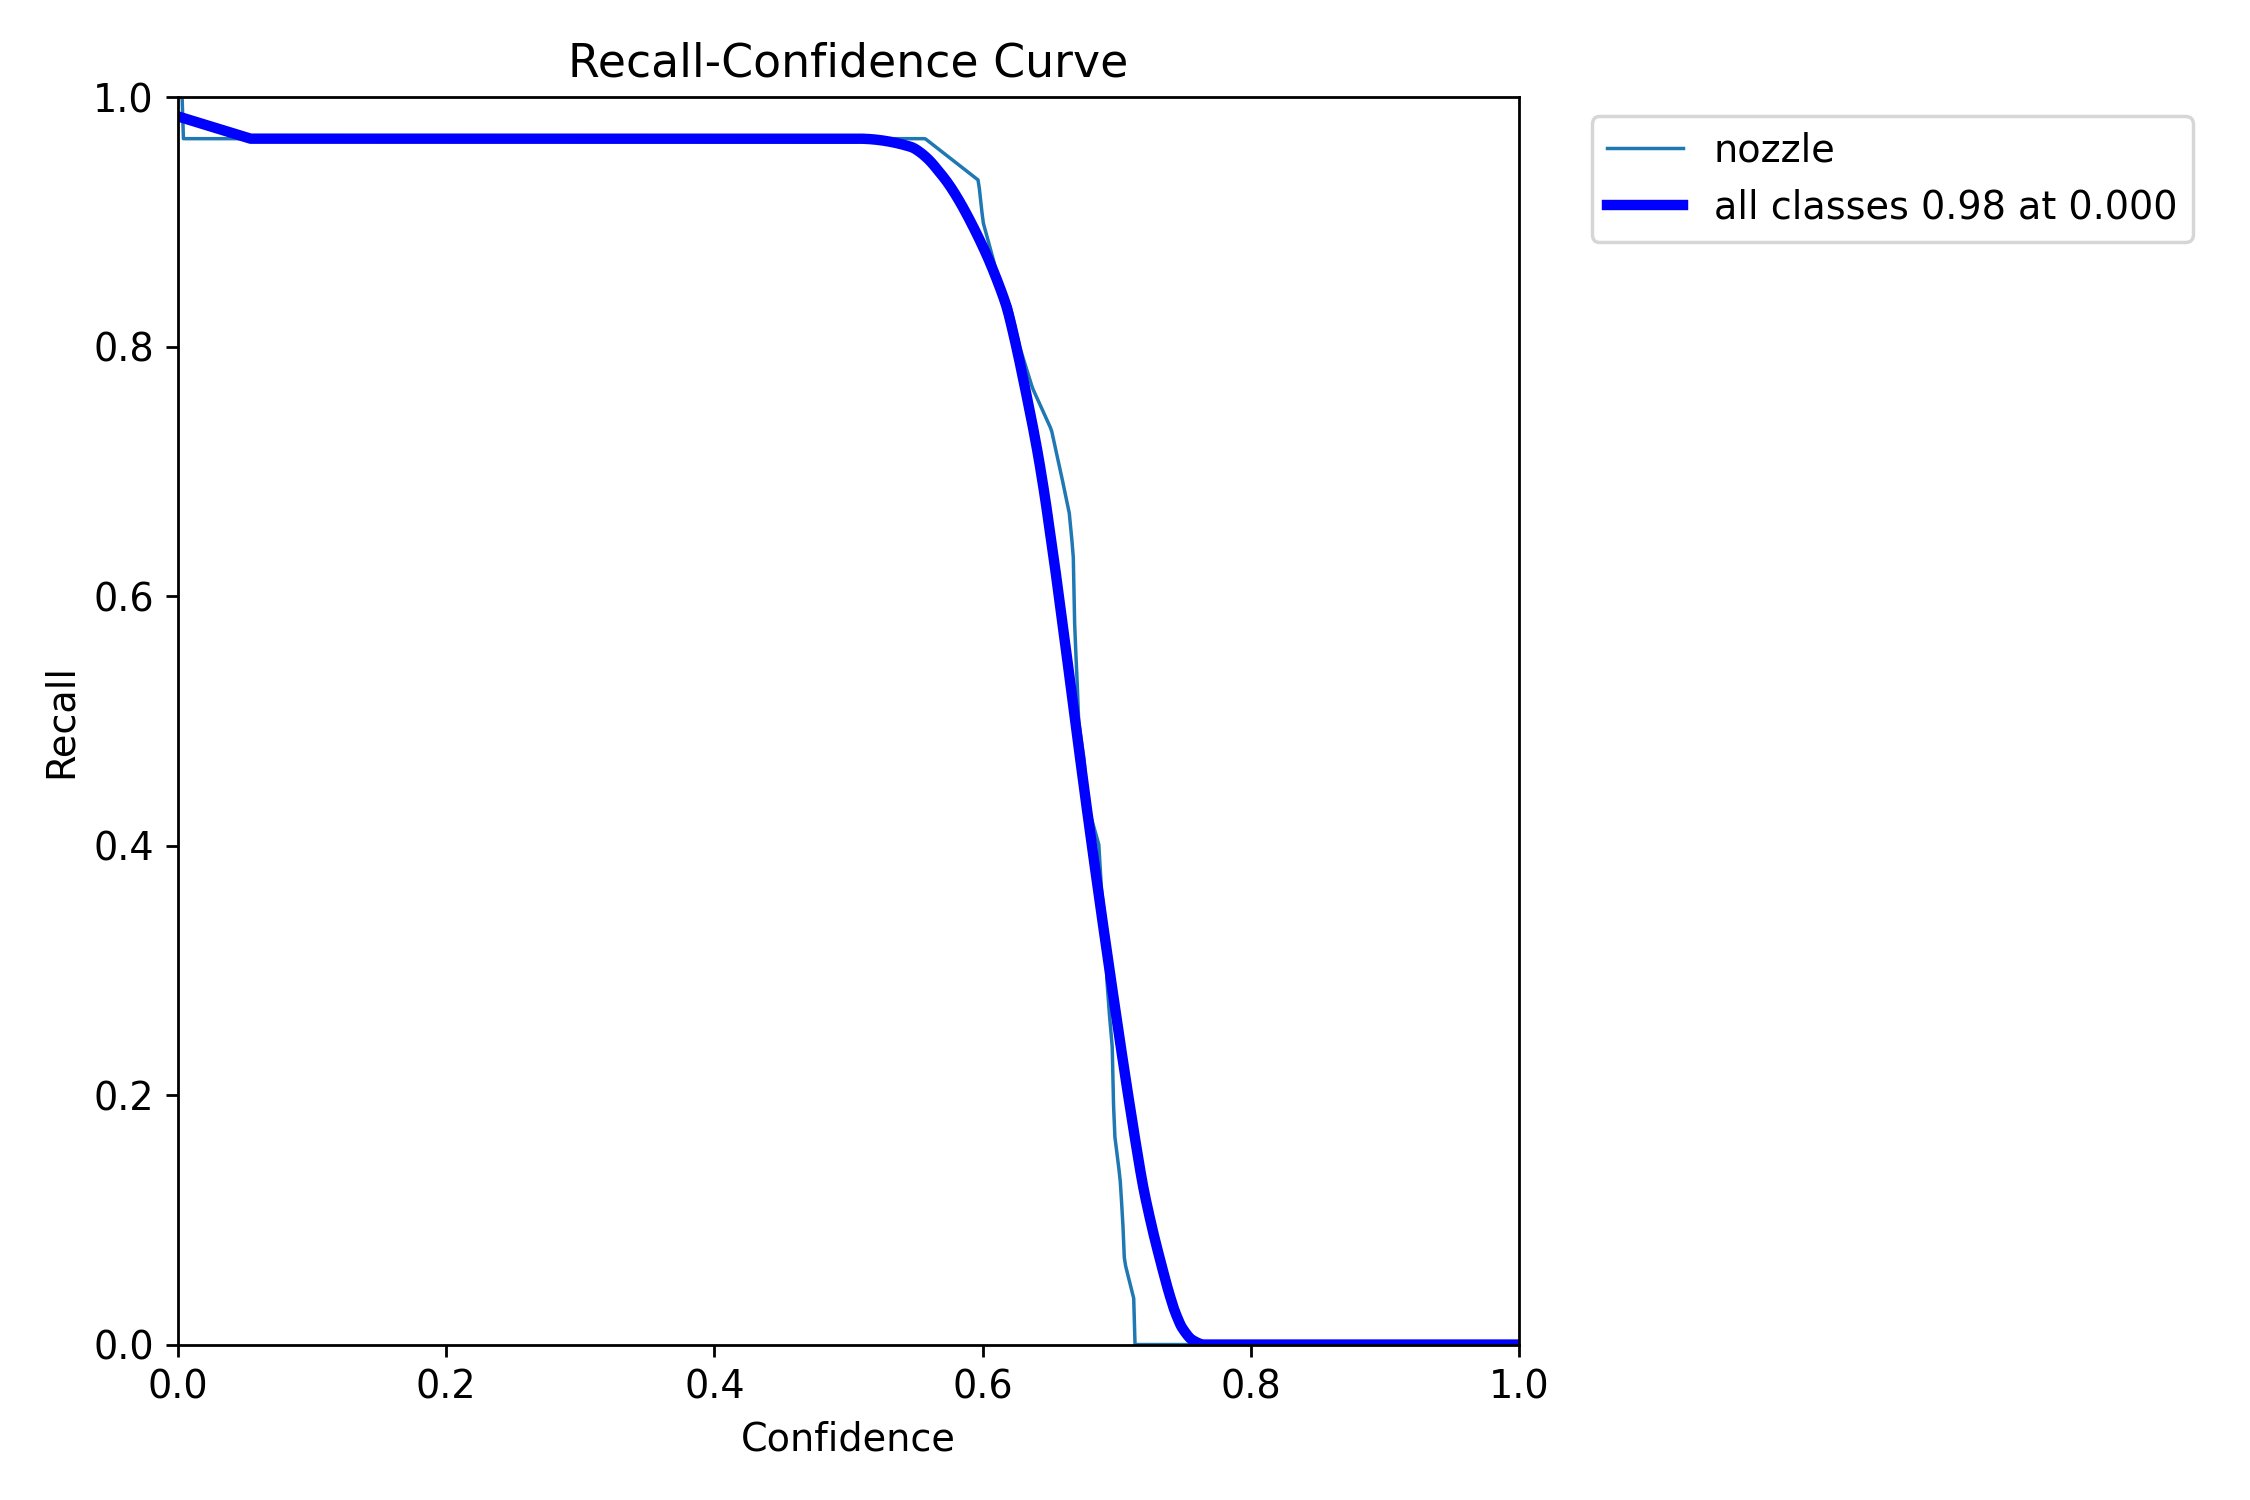 Recall-Confidence Curve
1.0
0.8
0.6
0.4
0.2
0.0
Recall
0.0 0.2 0.4 0.6 0.8 1.0
Confidence
nozzle
all classes 0.98 at 0.000